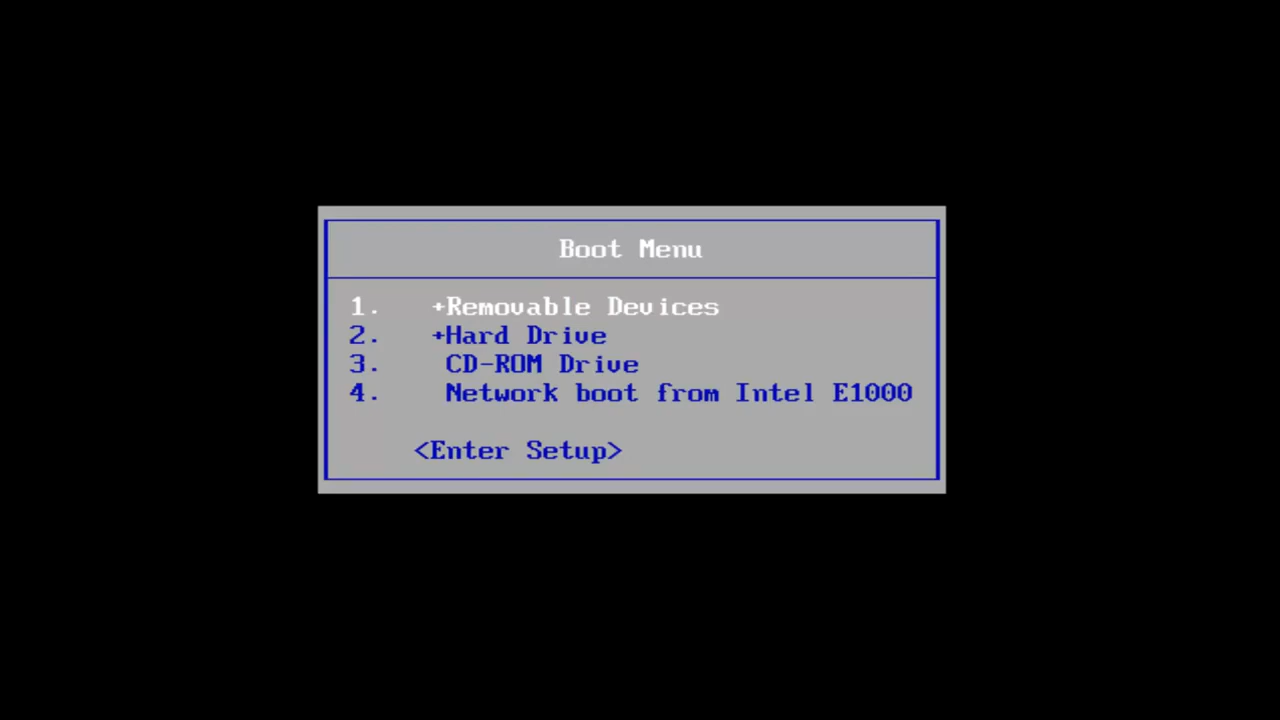 Boot Menu
1. +Removable Devices
2. +Hard Drive
3. CD-ROM Drive
4. Network boot from Intel E1000
<Enter Setup>